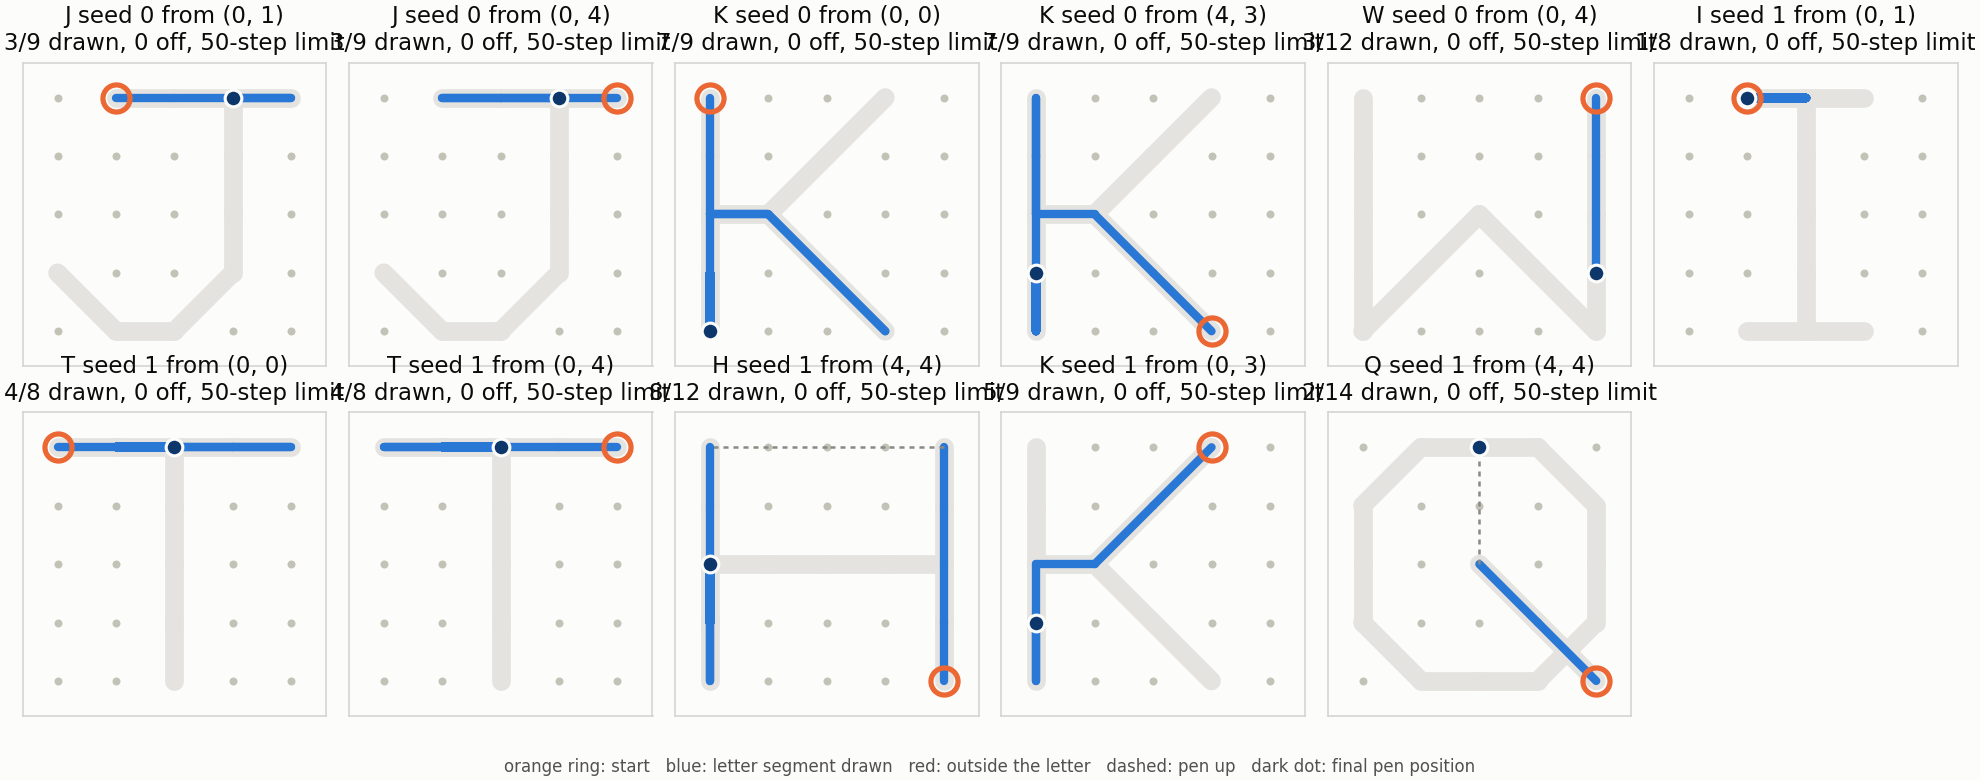 J seed 0 from (0, 1)
3/9 drawn, 0 off, 50-step limit
J seed 0 from (0, 4)
3/9 drawn, 0 off, 50-step limit
K seed 0 from (0, 0)
7/9 drawn, 0 off, 50-step limit
K seed 0 from (4, 3)
7/9 drawn, 0 off, 50-step limit
W seed 0 from (0, 4)
3/12 drawn, 0 off, 50-step limit
I seed 1 from (0, 1)
1/8 drawn, 0 off, 50-step limit
T seed 1 from (0, 0)
4/8 drawn, 0 off, 50-step limit
T seed 1 from (0, 4)
4/8 drawn, 0 off, 50-step limit
H seed 1 from (4, 4)
8/12 drawn, 0 off, 50-step limit
K seed 1 from (0, 3)
5/9 drawn, 0 off, 50-step limit
Q seed 1 from (4, 4)
2/14 drawn, 0 off, 50-step limit
orange ring: start blue: letter segment drawn red: outside the letter dashed: pen up dark dot: final pen position